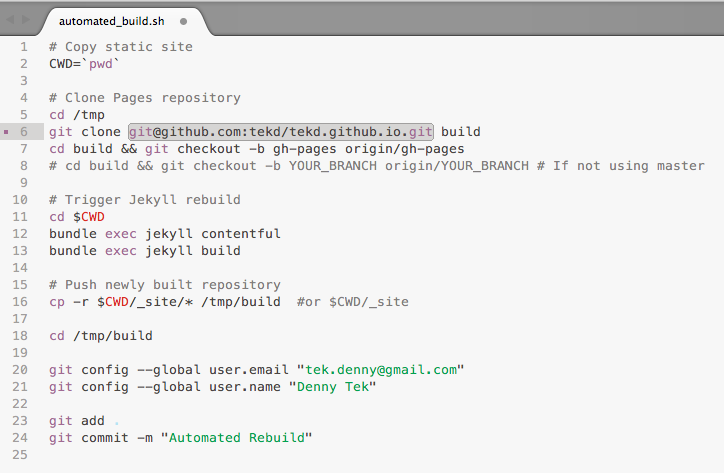 automated_build.sh
1 # Copy static site
2 CWD=`pwd`
3
4 # Clone Pages repository
5 cd /tmp
6 git clone git@github.com:tekd/tekd.github.io.git build
7 cd build && git checkout -b gh-pages origin/gh-pages
8 # cd build && git checkout -b YOUR_BRANCH origin/YOUR_BRANCH # If not using master
9
10 # Trigger Jekyll rebuild
11 cd $CWD
12 bundle exec jekyll contentful
13 bundle exec jekyll build
14
15 # Push newly built repository
16 cp -r $CWD/_site/* /tmp/build  #or $CWD/_site
17
18 cd /tmp/build
19
20 git config --global user.email "tek.denny@gmail.com"
21 git config --global user.name "Denny Tek"
22
23 git add .
24 git commit -m "Automated Rebuild"
25